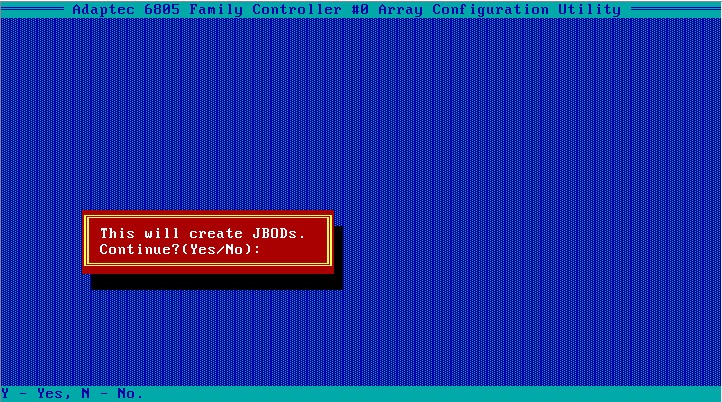 Adaptec 6805 Family Controller #0 Array Configuration Utility
This will create JBODs.
Continue?(Yes/No):
Y - Yes, N - No.